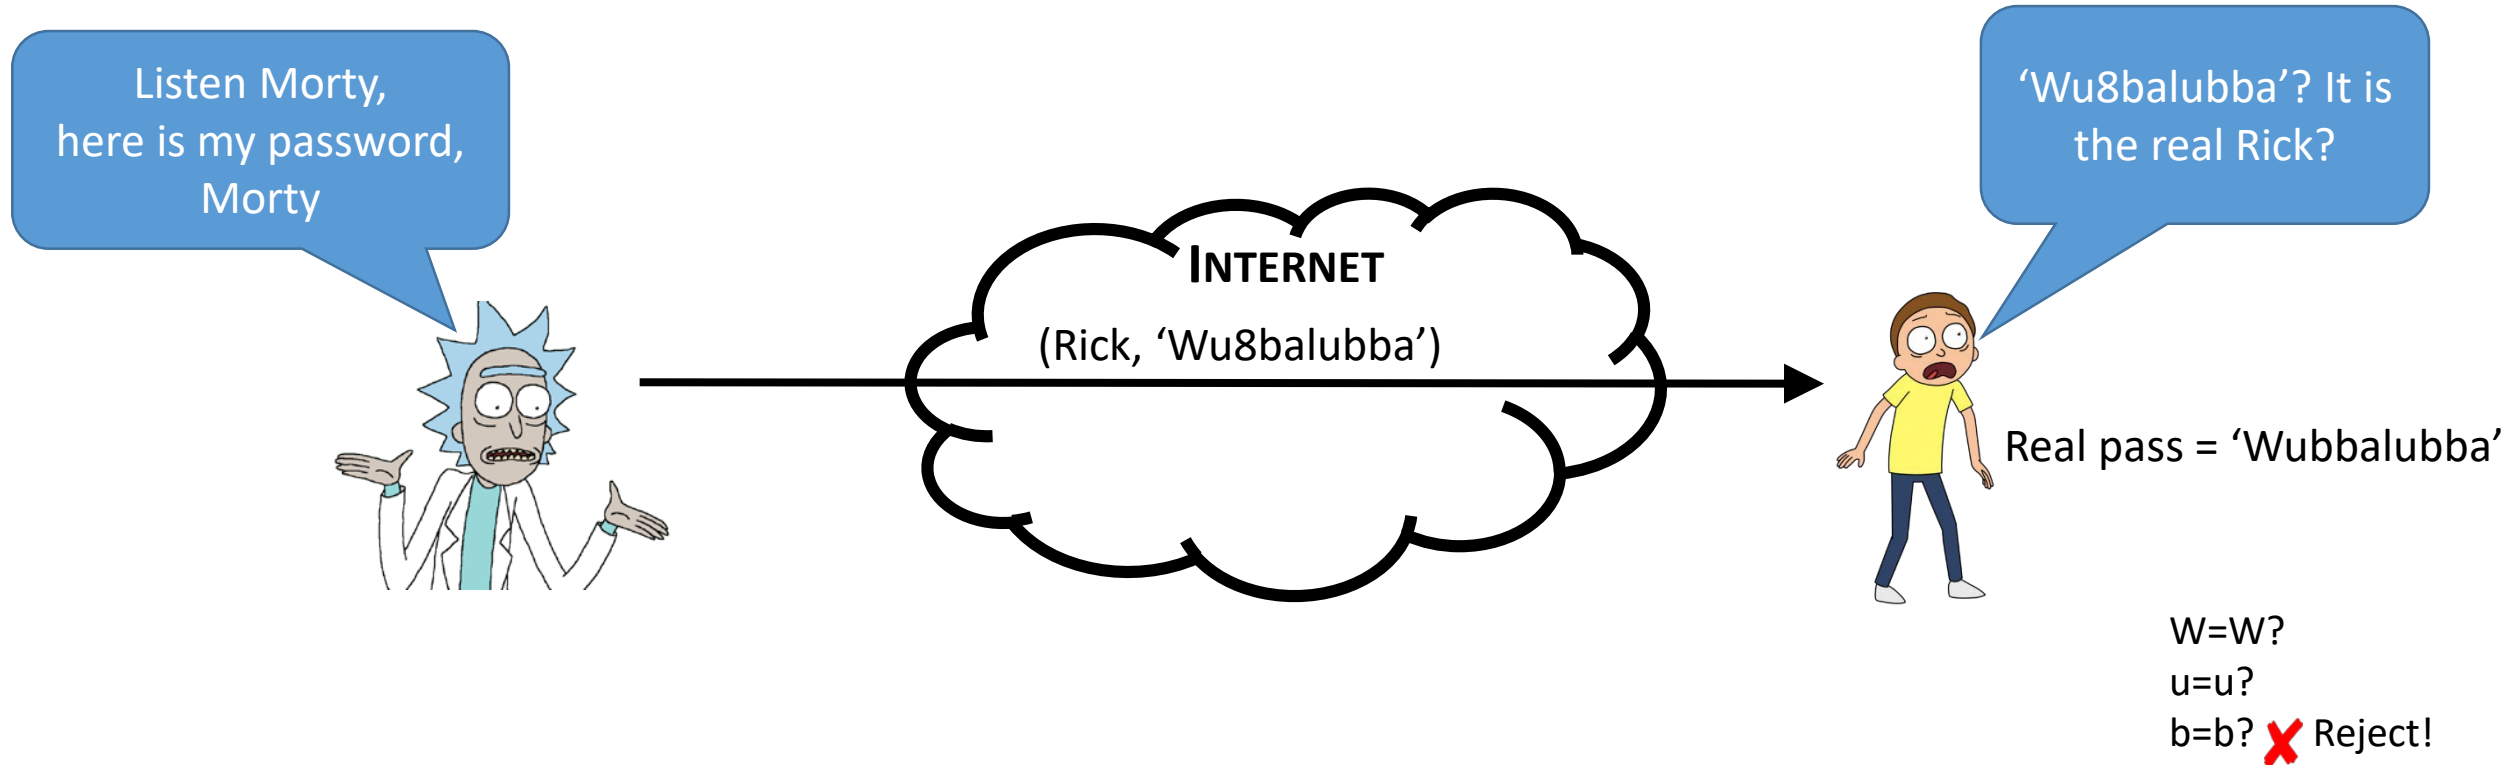 Listen Morty,
here is my password,
Morty
‘Wu8balubba’? It is
the real Rick?
INTERNET
(Rick, ‘Wu8balubba’)
Real pass = ‘Wubbalubba’
W=W?
u=u?
b=b? ✘ Reject!